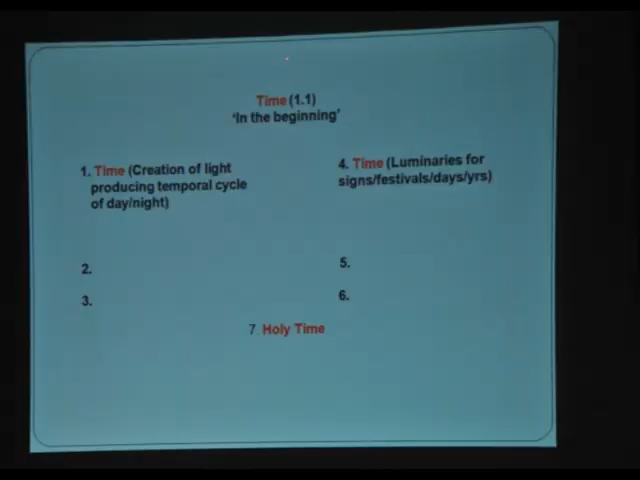 Time (1.1)
'In the beginning'
1. Time (Creation of light
producing temporal cycle
of day/night)
4. Time (Luminaries for
signs/festivals/days/yrs)
2.
5.
3.
6.
7 Holy Time